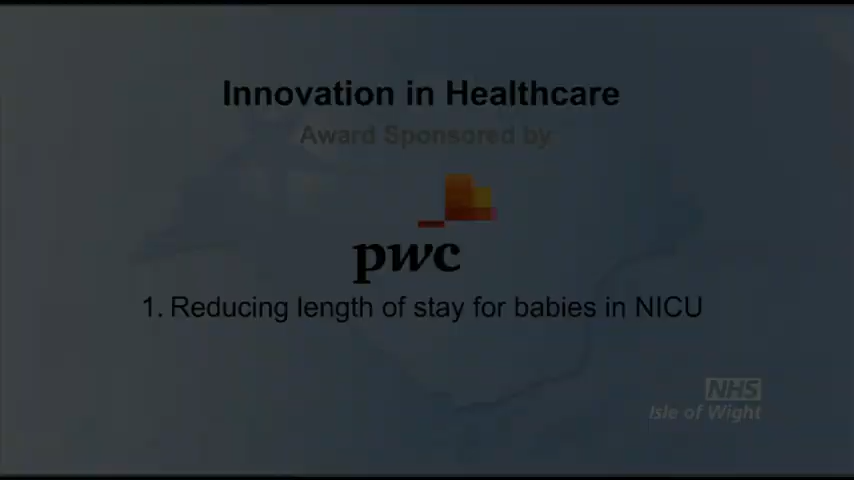 Innovation in Healthcare
Award Sponsored by
pwc
1. Reducing length of stay for babies in NICU
NHS
Isle of Wight